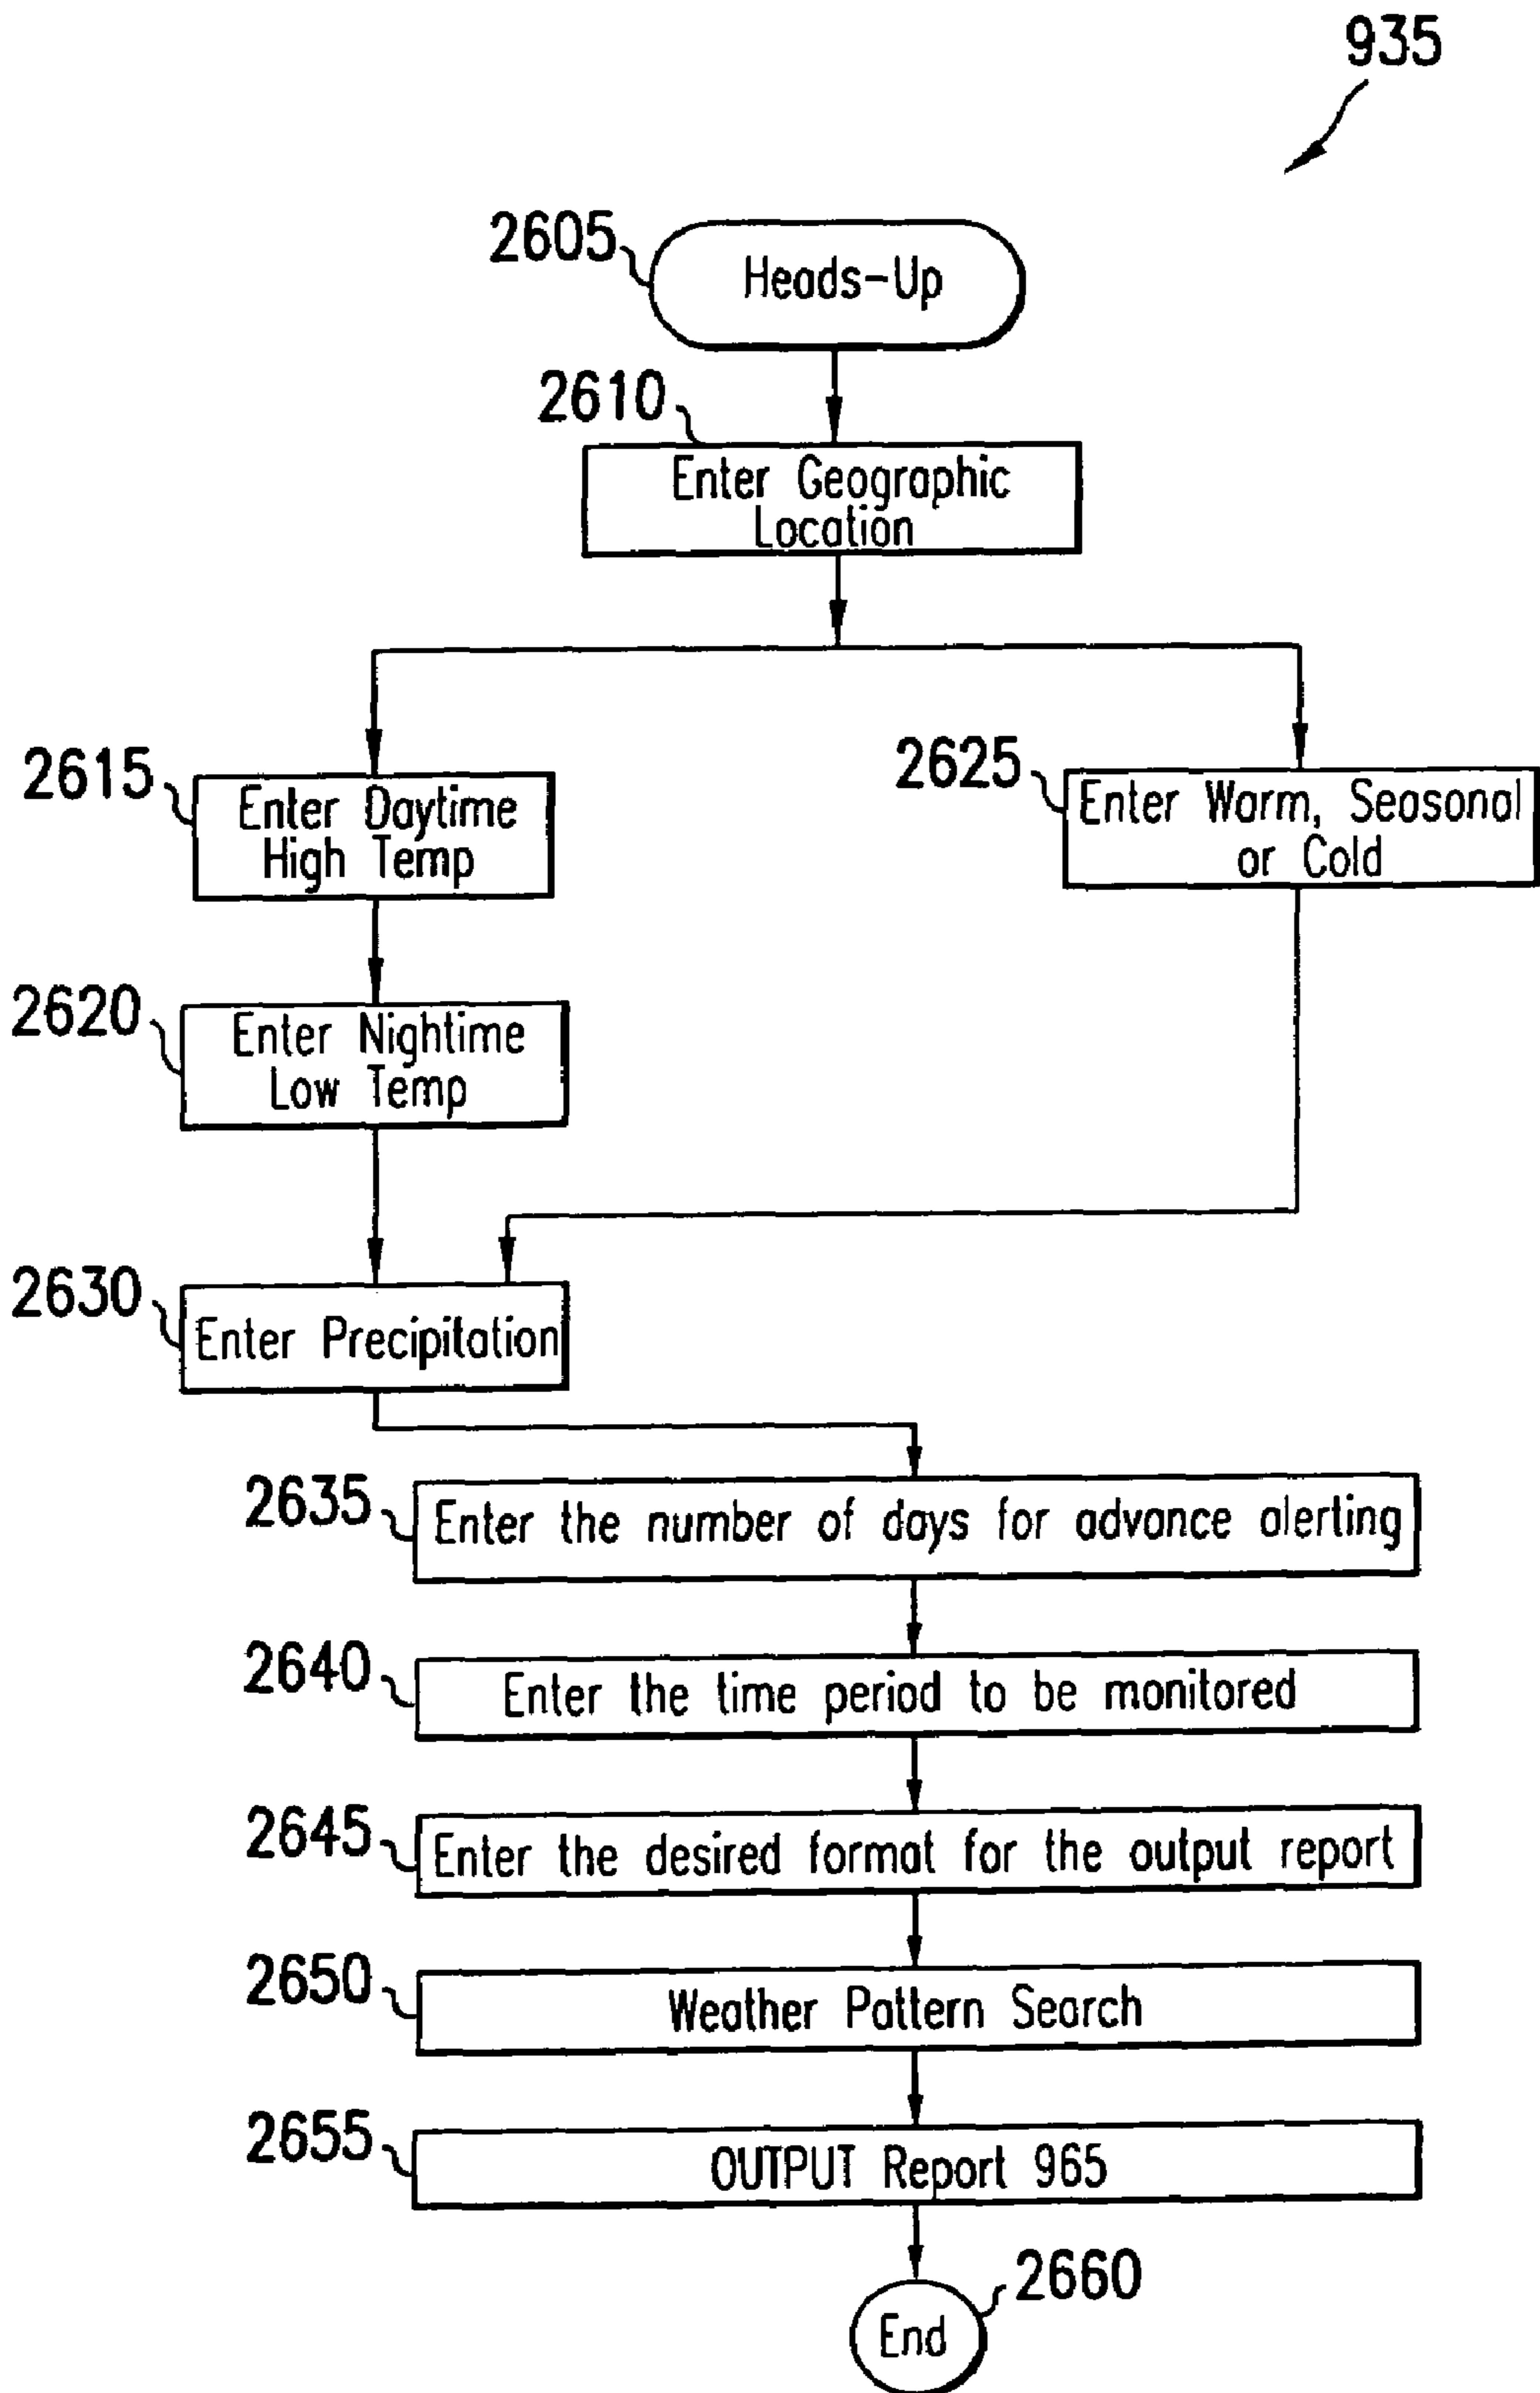 935
2605
Heads-Up
2610
Enter Geographic
Location
2615
Enter Daytime
High Temp
2625
Enter Warm, Seasonal
or Cold
2620
Enter Nightime
Low Temp
2630
Enter Precipitation
2635
Enter the number of days for advance alerting
2640
Enter the time period to be monitored
2645
Enter the desired format for the output report
2650
Weather Pattern Search
2655
OUTPUT Report 965
2660
End